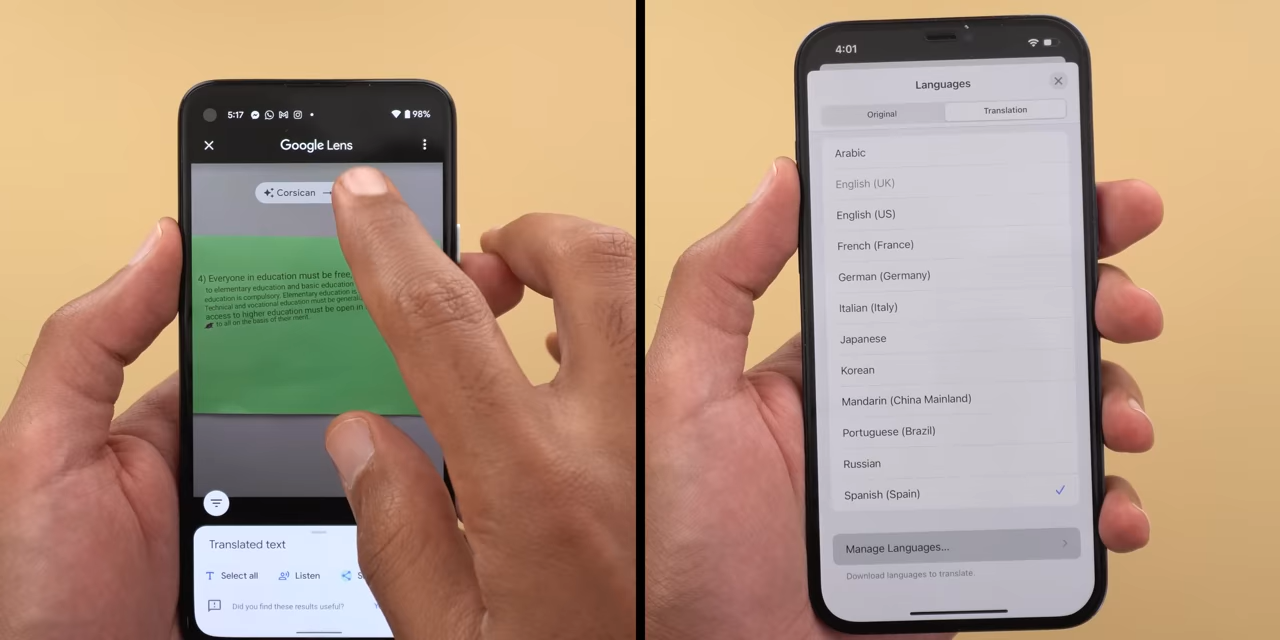 5:17
98%
Google Lens
Corsican →
4) Everyone in education must be free,
to elementary education and basic education
education is compulsory. Elementary education is
Technical and vocational education must be
access to higher education must be open in
to all on the basis of their merit.
Translated text
Select all
Listen
Did you find these results useful?
4:01
Languages
Original
Translation
Arabic
English (UK)
English (US)
French (France)
German (Germany)
Italian (Italy)
Japanese
Korean
Mandarin (China Mainland)
Portuguese (Brazil)
Russian
Spanish (Spain)
Manage Languages...
Download languages to translate.